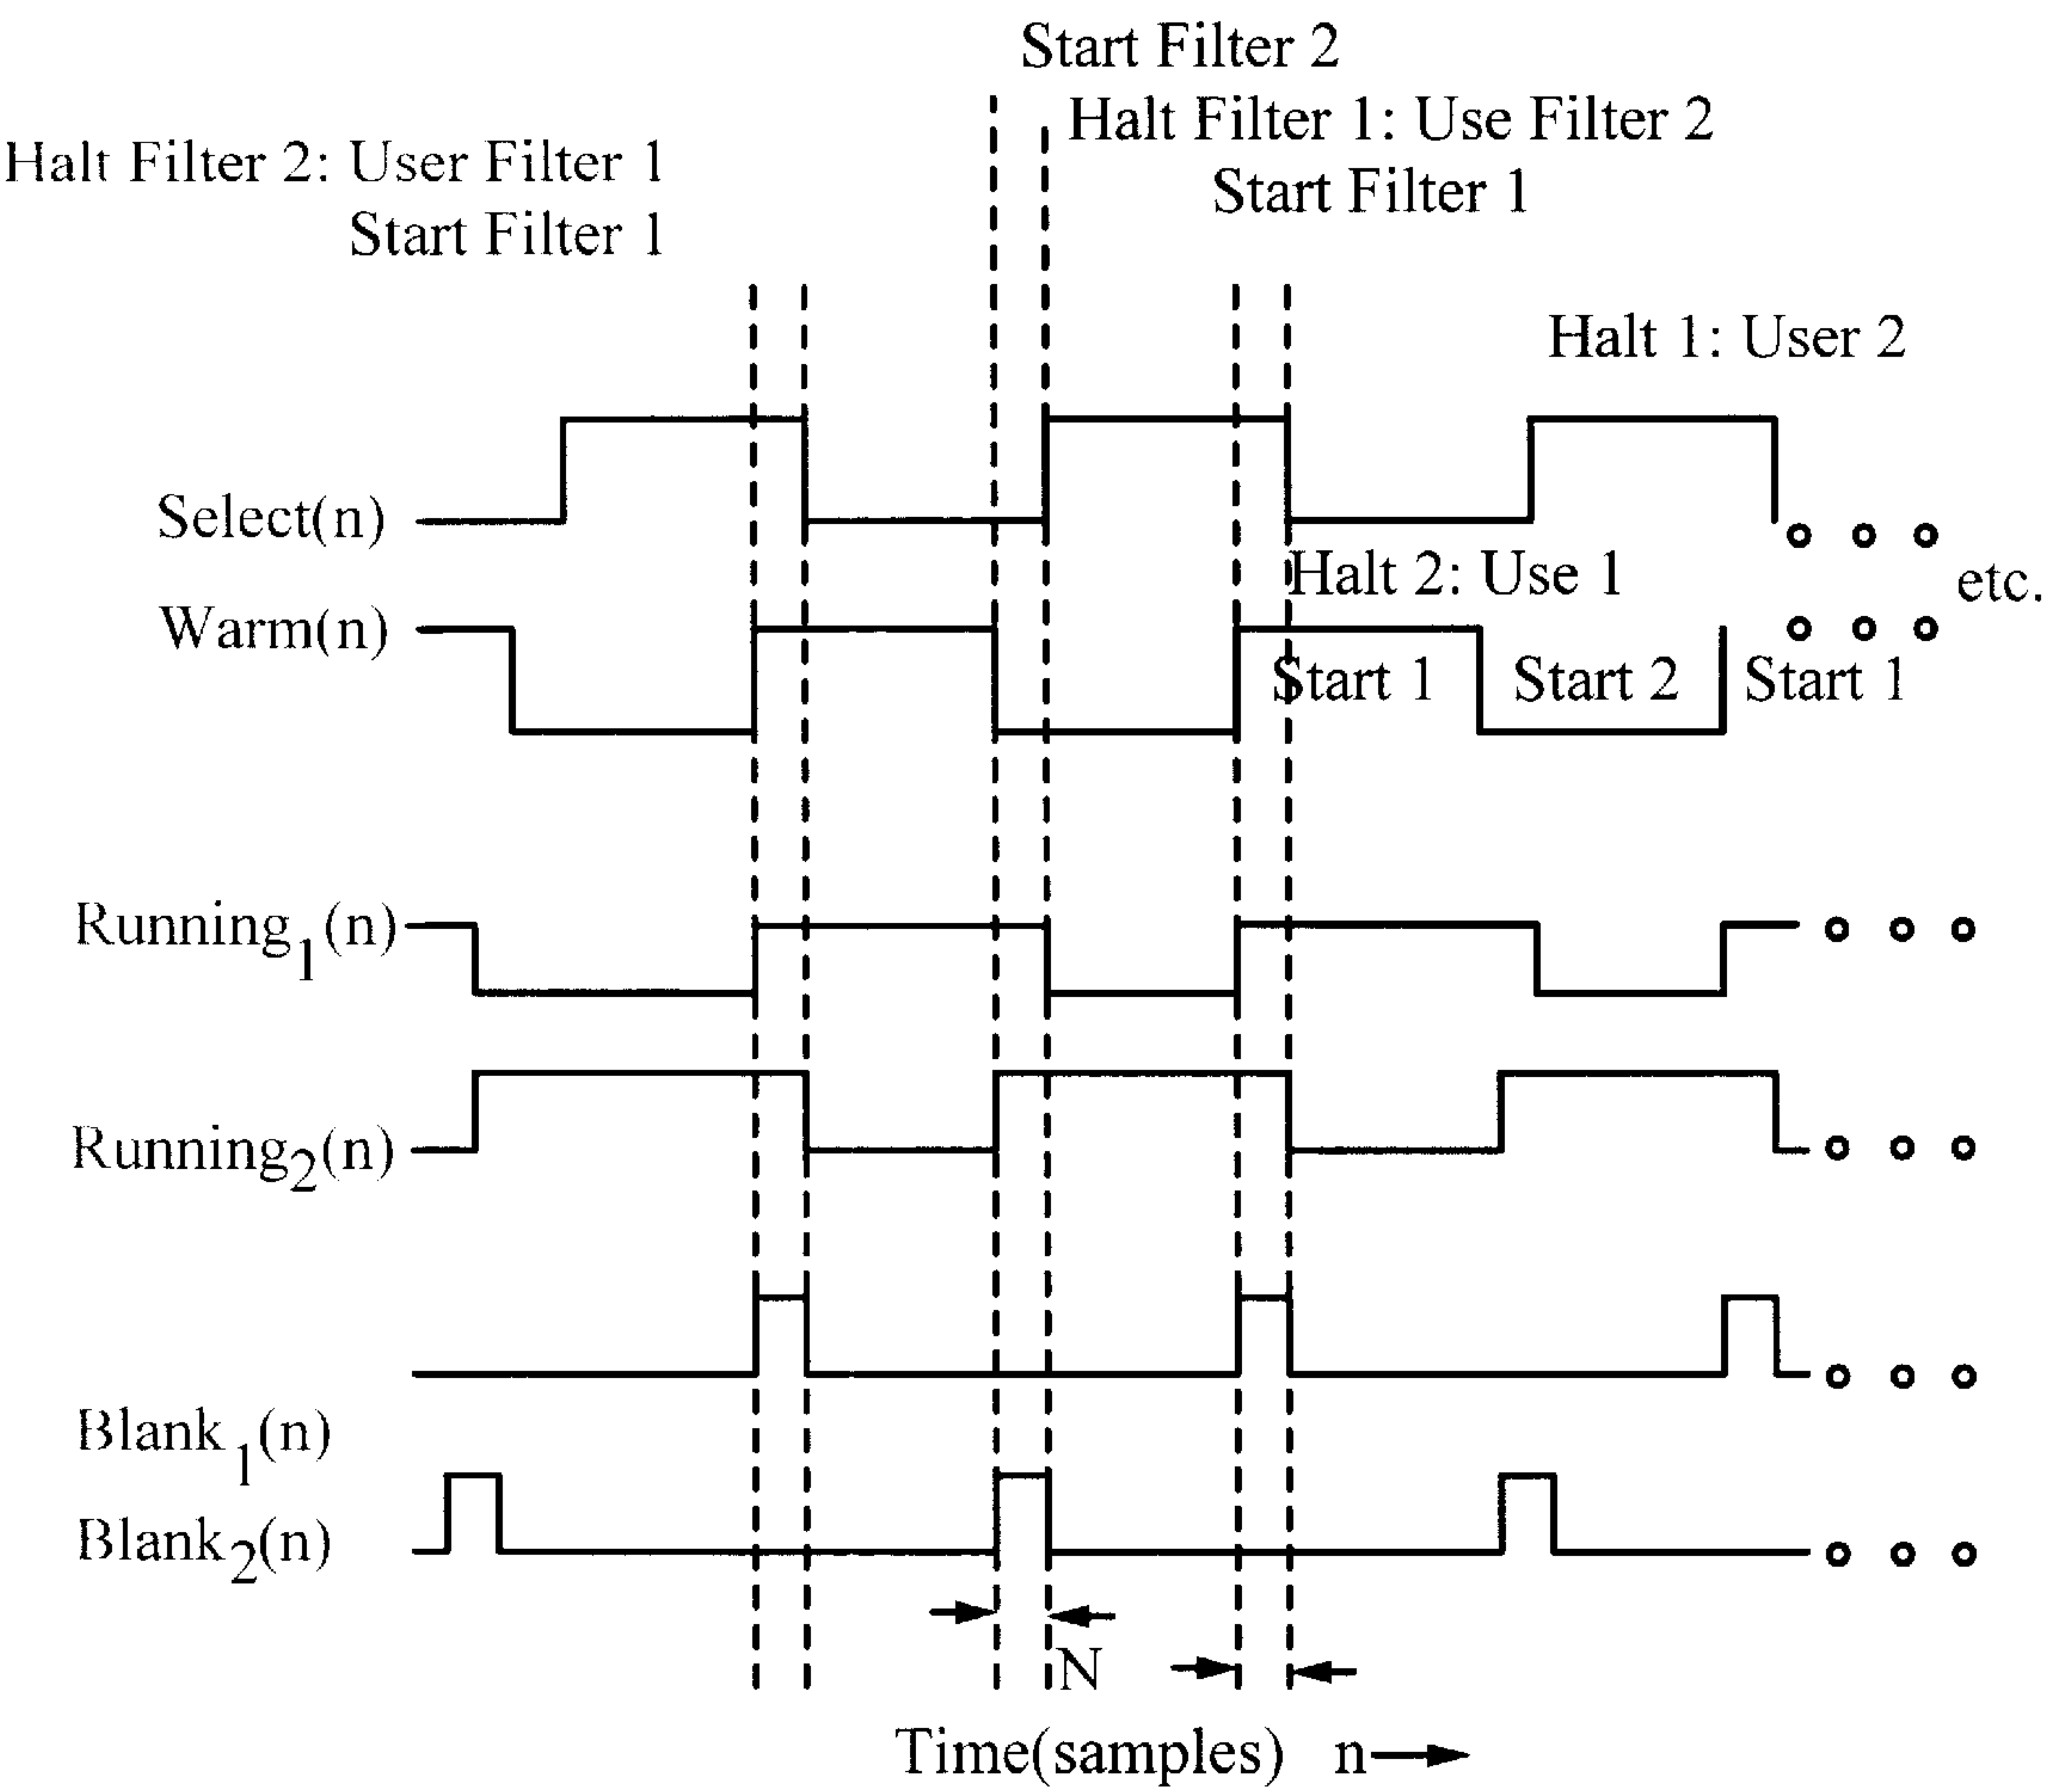 Start Filter 2
Halt Filter 1: Use Filter 2
Start Filter 1
Halt Filter 2: User Filter 1
Start Filter 1
Halt 1: User 2
Select(n)
Halt 2: Use 1
etc.
Warm(n)
Start 1
Start 2
Start 1
Running1(n)
Running2(n)
Blank1(n)
Blank2(n)
N
Time(samples) n